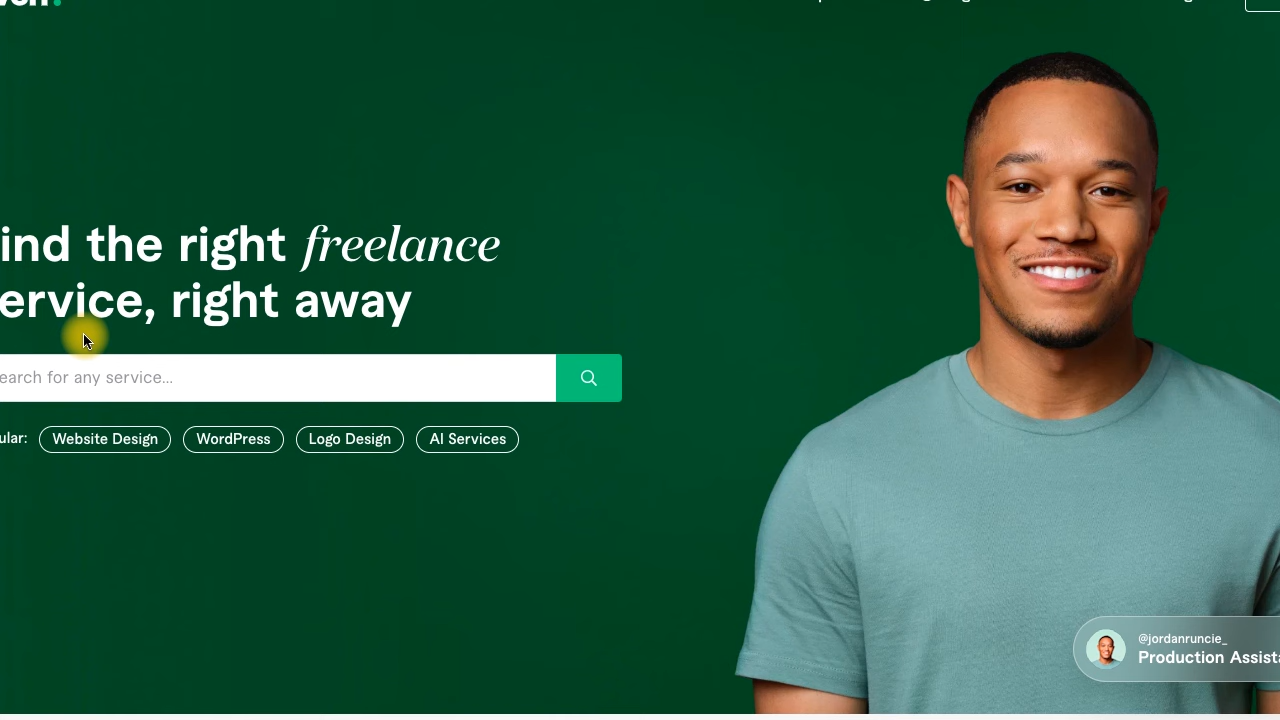 ind the right freelance
ervice, right away
earch for any service...
ular: Website Design WordPress Logo Design AI Services
@jordanruncie_
Production Assist